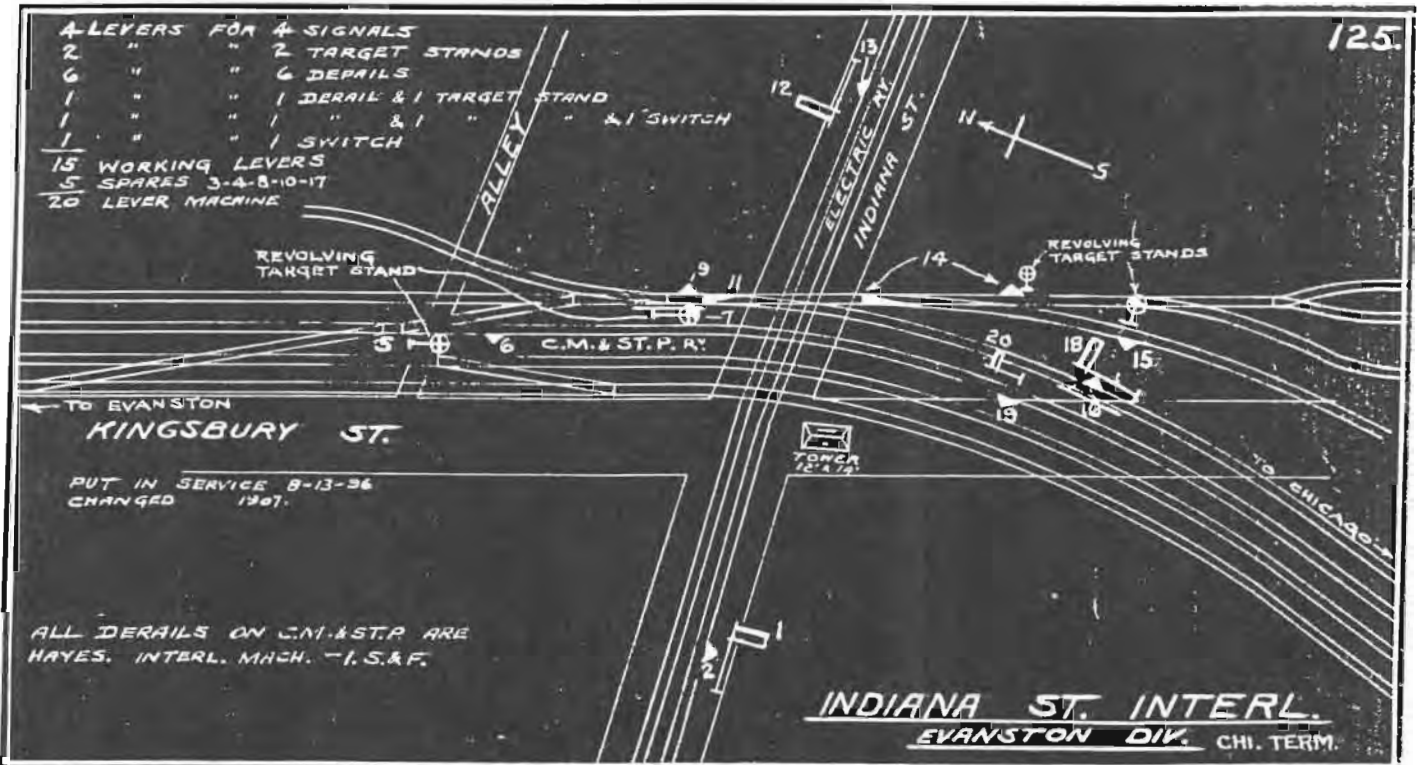 125.
4 LEVERS FOR 4 SIGNALS
2 " " 2 TARGET STANDS
6 " " 6 DERAILS
1 " " 1 DERAIL & 1 TARGET STAND
1 " " 1 " & 1 " " & 1 SWITCH
1 " " 1 SWITCH
15 WORKING LEVERS
5 SPARES 3-4-8-10-17
20 LEVER MACHINE
ALLEY
12
13
ELECTRIC RY.
INDIANA ST.
N
S
REVOLVING
TARGET STAND
9
11
7
14
REVOLVING
TARGET STANDS
5
6
C.M. & ST. P. RY.
20
18
15
19
16
TO EVANSTON
KINGSBURY ST.
TOWER
12' X 14'
TO CHICAGO
PUT IN SERVICE 8-13-96
CHANGED 1907.
1
2
ALL DERAILS ON C.M. & ST.P. ARE
HAYES. INTERL. MACH. - I. S. & F.
INDIANA ST. INTERL.
EVANSTON DIV. CHI. TERM.